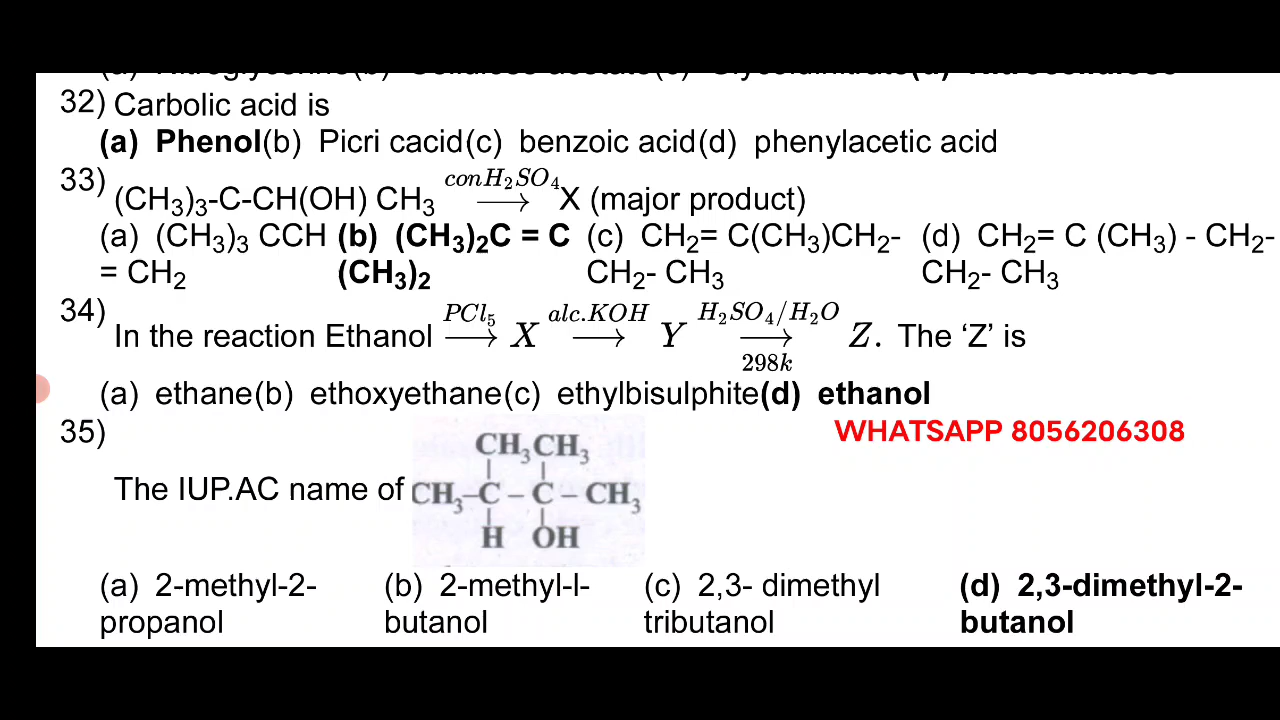 32) Carbolic acid is
(a) Phenol(b) Picri cacid(c) benzoic acid(d) phenylacetic acid
33) (CH₃)₃-C-CH(OH) CH₃ conH₂SO₄ ⟶ X (major product)
(a) (CH₃)₃ CCH (b) (CH₃)₂C = C (c) CH₂= C(CH₃)CH₂- (d) CH₂= C (CH₃) - CH₂-
= CH₂ (CH₃)₂ CH₂- CH₃ CH₂- CH₃
34) In the reaction Ethanol PCl₅ ⟶ X alc.KOH ⟶ Y H₂SO₄/H₂O ⟶ 298k Z. The ‘Z’ is
(a) ethane(b) ethoxyethane(c) ethylbisulphite(d) ethanol
35)
WHATSAPP 8056206308
The IUP.AC name of
CH₃ CH₃
CH₃–C – C – CH₃
H OH
(a) 2-methyl-2- (b) 2-methyl-l- (c) 2,3- dimethyl (d) 2,3-dimethyl-2-
propanol butanol tributanol butanol